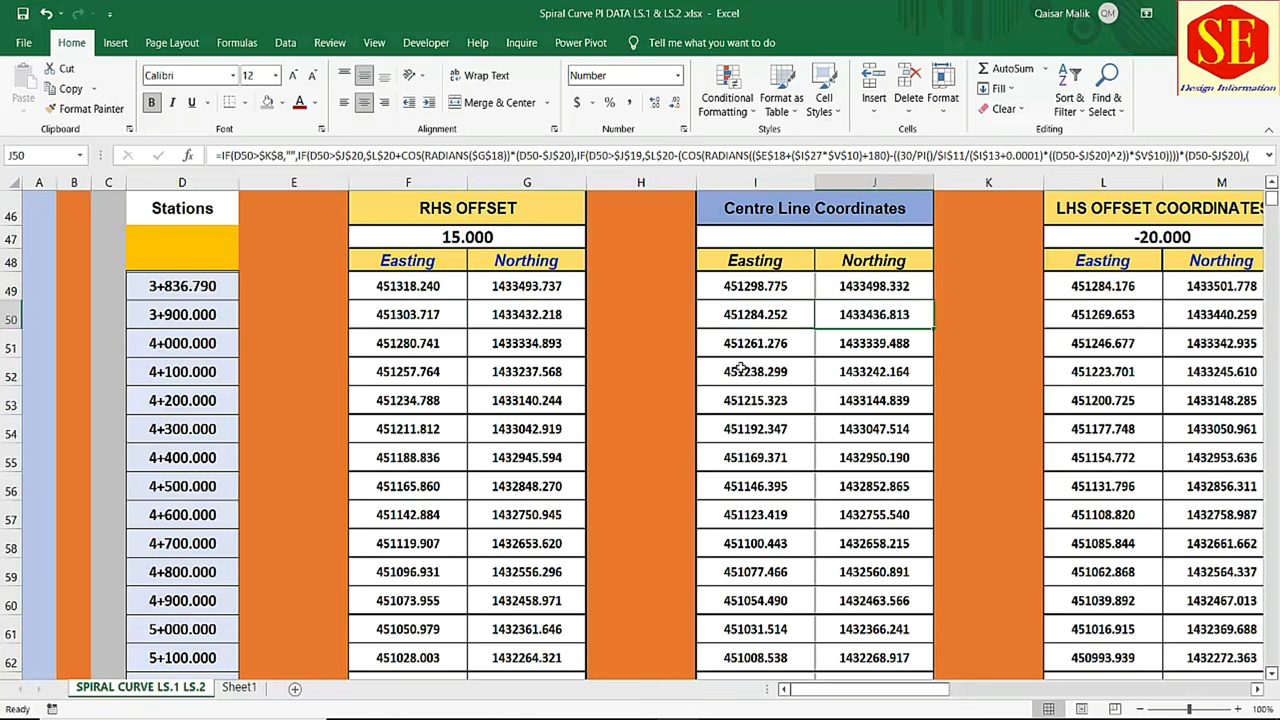 Spiral Curve PI DATA LS.1 & LS.2 .xlsx - Excel
Qaisar Malik QM
SE
Design Information
File Home Insert Page Layout Formulas Data Review View Developer Help Inquire Power Pivot Tell me what you want to do
Paste Cut Copy Format Painter
Calibri 12
B I U
Wrap Text
Merge & Center
Number
$ % ,
Conditional Formatting Format as Table Cell Styles
Insert Delete Format
AutoSum
Fill
Clear
Sort & Filter Find & Select
Clipboard Font Alignment Number Styles Cells Editing
J50 fx =IF(D50>$K$8,"",IF(D50>$J$20,$L$20+COS(RADIANS($G$18))*(D50-$J$20),IF(D50>$J$19,$L$20-(COS(RADIANS(($E$18+($I$27*$V$10)+180)-((30/PI()/$I$11/($I$13+0.0001)*((D50-$J$20)^2))*$V$10))))*(D50-$J$20),(
A B C D E F G H I J K L M
46 Stations RHS OFFSET Centre Line Coordinates LHS OFFSET COORDINATES
47 15.000 -20.000
48 Easting Northing Easting Northing Easting Northing
49 3+836.790 451318.240 1433493.737 451298.775 1433498.332 451284.176 1433501.778
50 3+900.000 451303.717 1433432.218 451284.252 1433436.813 451269.653 1433440.259
51 4+000.000 451280.741 1433334.893 451261.276 1433339.488 451246.677 1433342.935
52 4+100.000 451257.764 1433237.568 451238.299 1433242.164 451223.701 1433245.610
53 4+200.000 451234.788 1433140.244 451215.323 1433144.839 451200.725 1433148.285
54 4+300.000 451211.812 1433042.919 451192.347 1433047.514 451177.748 1433050.961
55 4+400.000 451188.836 1432945.594 451169.371 1432950.190 451154.772 1432953.636
56 4+500.000 451165.860 1432848.270 451146.395 1432852.865 451131.796 1432856.311
57 4+600.000 451142.884 1432750.945 451123.419 1432755.540 451108.820 1432758.987
58 4+700.000 451119.907 1432653.620 451100.443 1432658.215 451085.844 1432661.662
59 4+800.000 451096.931 1432556.296 451077.466 1432560.891 451062.868 1432564.337
60 4+900.000 451073.955 1432458.971 451054.490 1432463.566 451039.892 1432467.013
61 5+000.000 451050.979 1432361.646 451031.514 1432366.241 451016.915 1432369.688
62 5+100.000 451028.003 1432264.321 451008.538 1432268.917 450993.939 1432272.363
SPIRAL CURVE LS.1 LS.2 Sheet1
Ready 100%